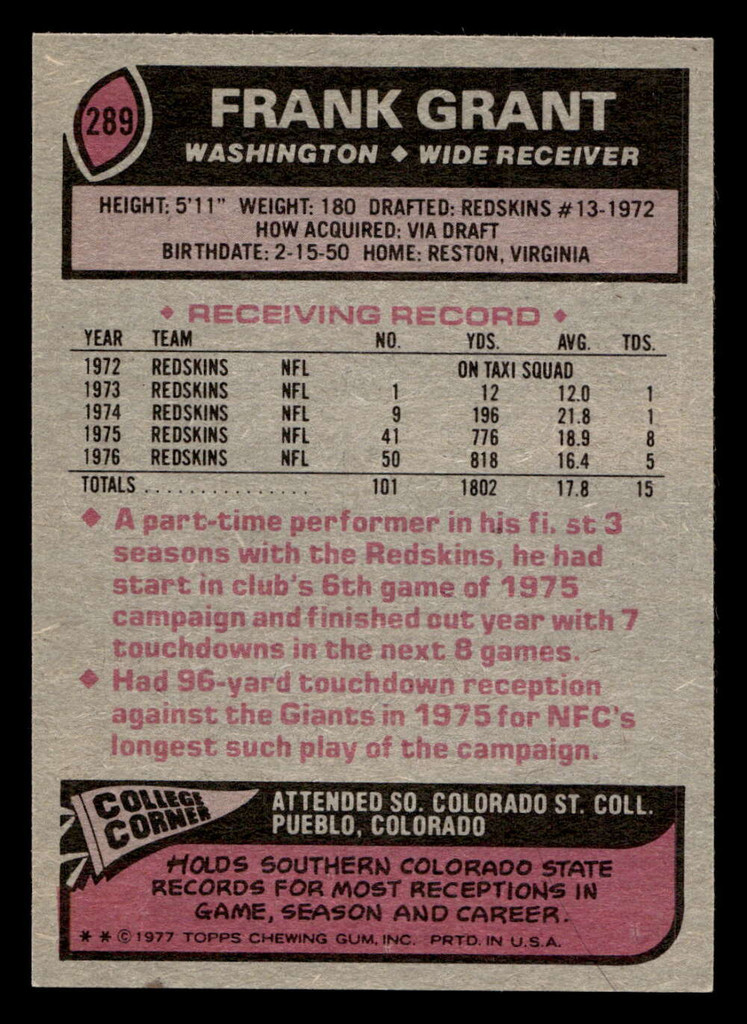 289
FRANK GRANT
WASHINGTON ◆ WIDE RECEIVER
HEIGHT: 5'11" WEIGHT: 180 DRAFTED: REDSKINS #13-1972
HOW ACQUIRED: VIA DRAFT
BIRTHDATE: 2-15-50 HOME: RESTON, VIRGINIA
◆ RECEIVING RECORD ◆
YEAR TEAM NO. YDS. AVG. TDS.
1972 REDSKINS NFL ON TAXI SQUAD
1973 REDSKINS NFL 1 12 12.0 1
1974 REDSKINS NFL 9 196 21.8 1
1975 REDSKINS NFL 41 776 18.9 8
1976 REDSKINS NFL 50 818 16.4 5
TOTALS ................ 101 1802 17.8 15
◆ A part-time performer in his fi. st 3
seasons with the Redskins, he had
start in club's 6th game of 1975
campaign and finished out year with 7
touchdowns in the next 8 games.
◆ Had 96-yard touchdown reception
against the Giants in 1975 for NFC's
longest such play of the campaign.
COLLEGE
CORNER
ATTENDED SO. COLORADO ST. COLL.
PUEBLO, COLORADO
HOLDS SOUTHERN COLORADO STATE
RECORDS FOR MOST RECEPTIONS IN
GAME, SEASON AND CAREER.
* * © 1977 TOPPS CHEWING GUM, INC. PRTD. IN U.S.A.